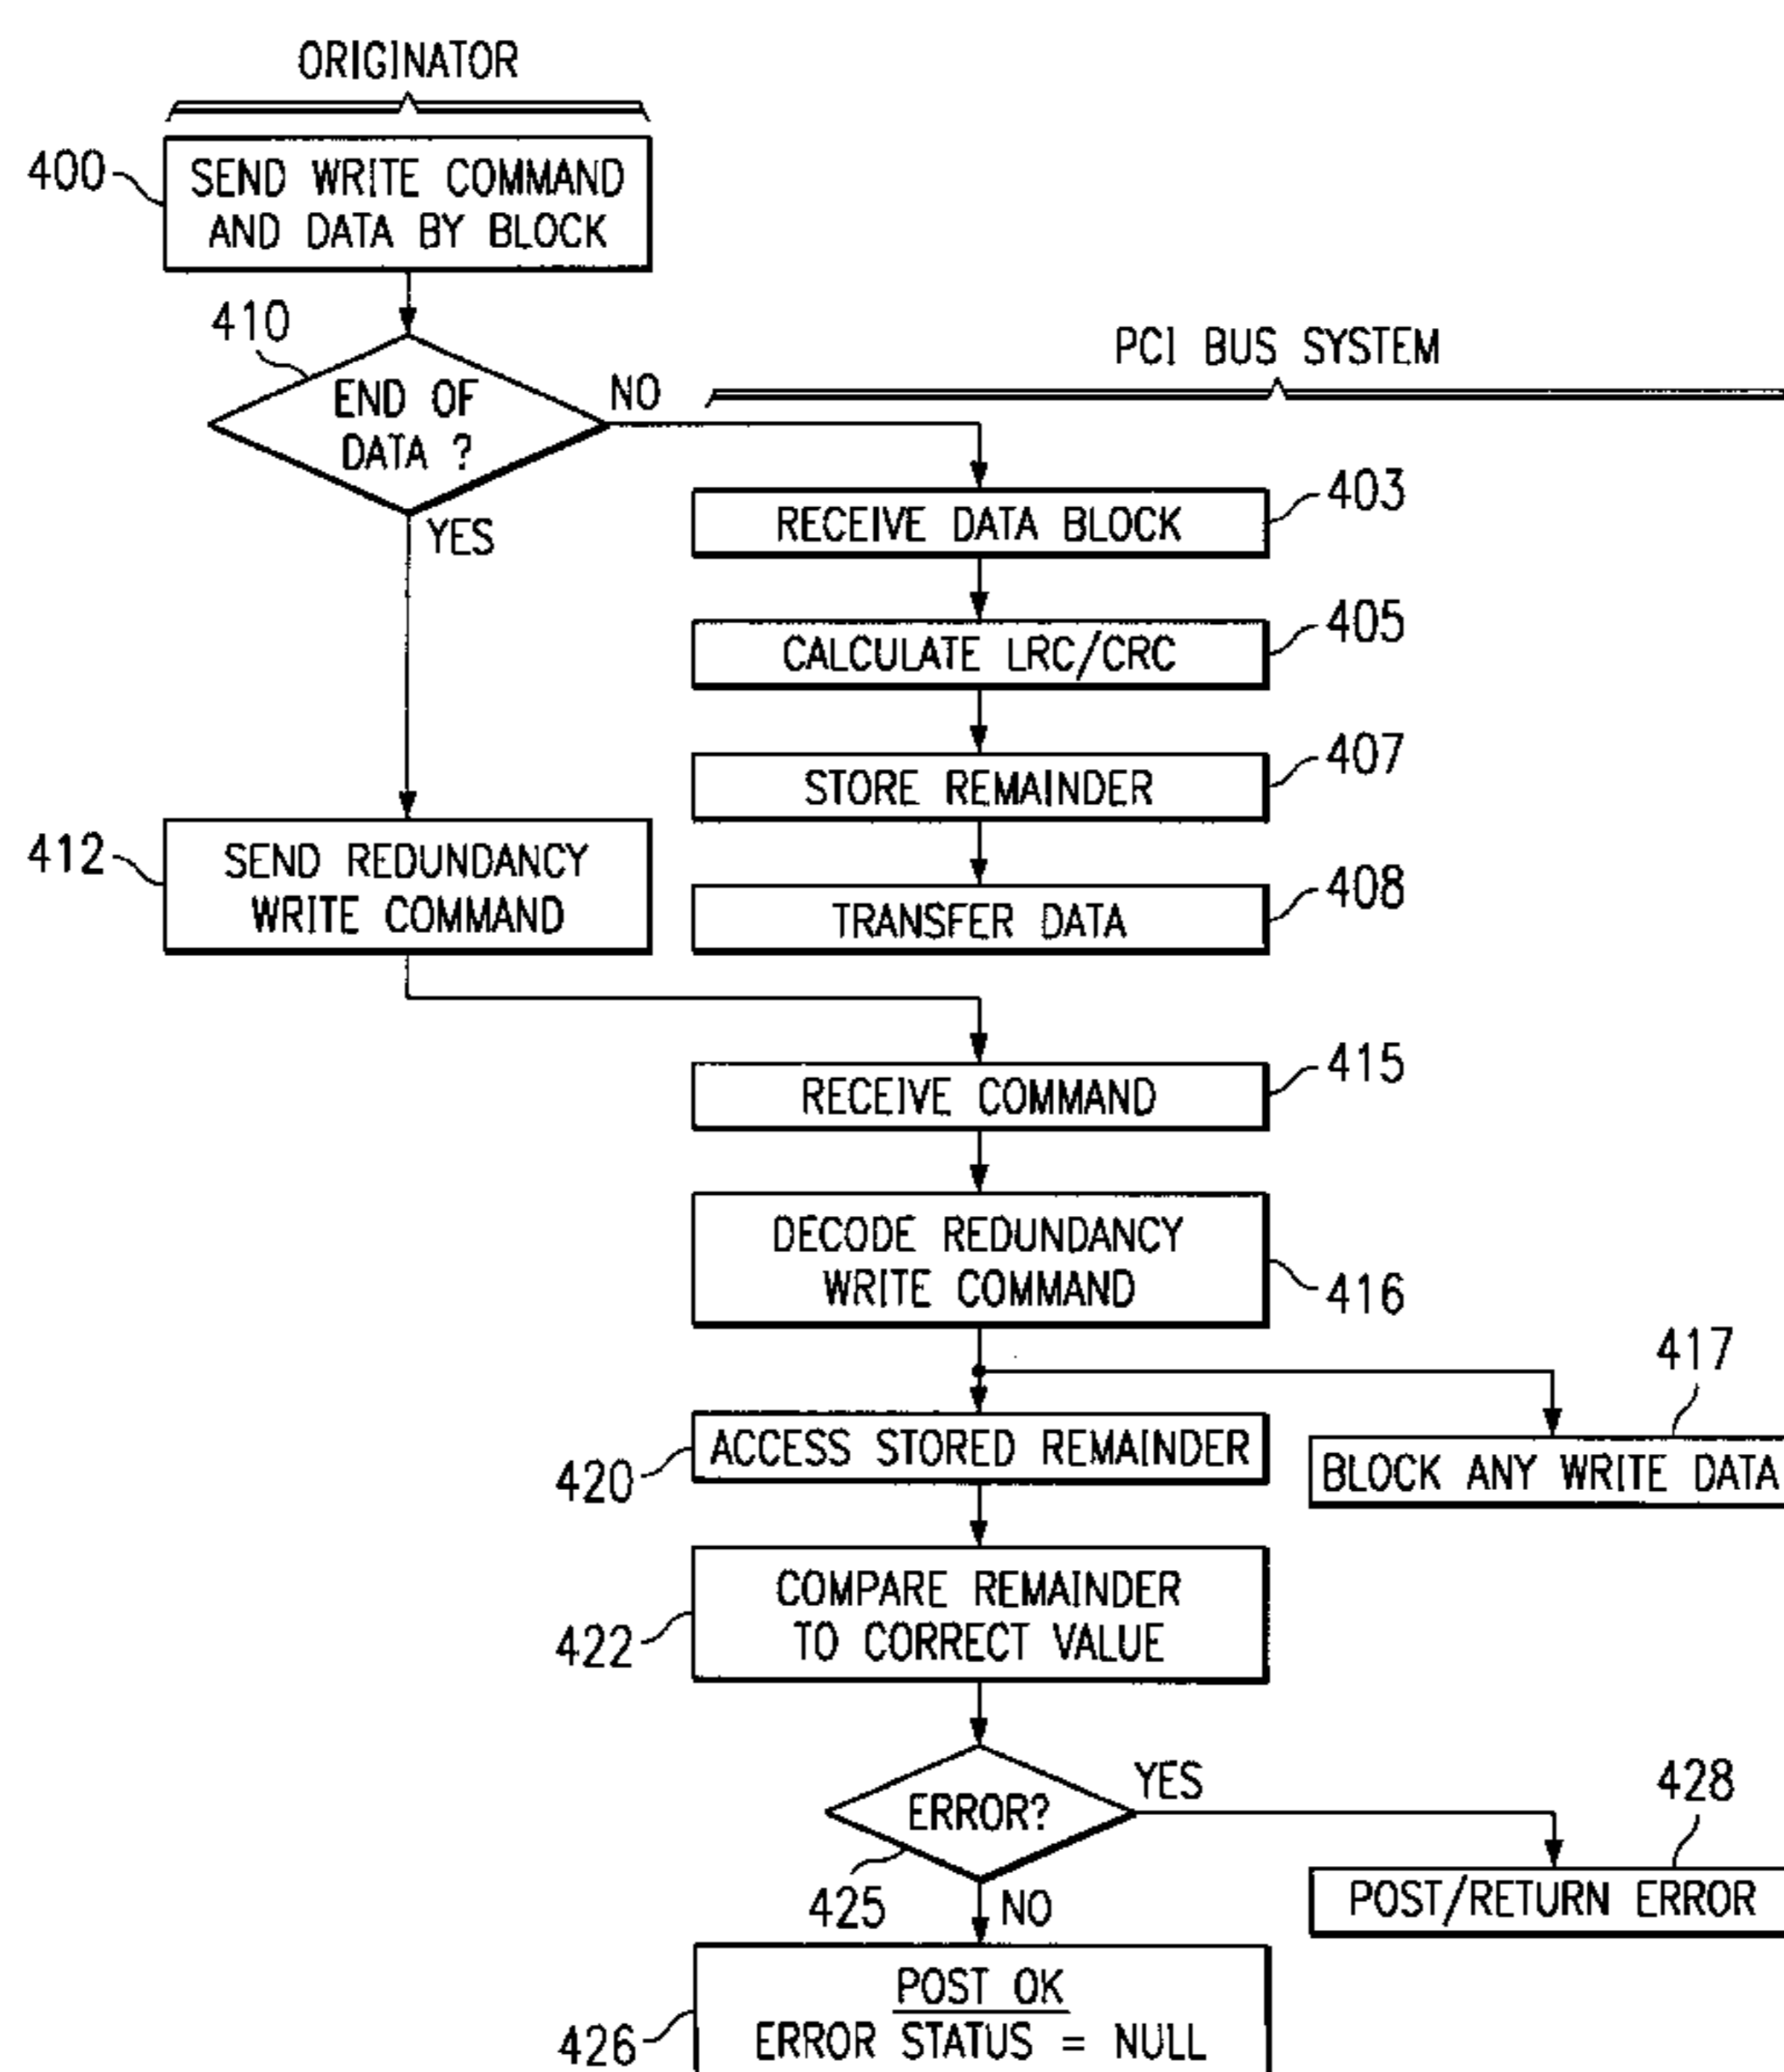 ORIGINATOR
400
SEND WRITE COMMAND
AND DATA BY BLOCK
410
END OF
DATA ?
NO
YES
PCI BUS SYSTEM
RECEIVE DATA BLOCK
403
CALCULATE LRC/CRC
405
STORE REMAINDER
407
412
SEND REDUNDANCY
WRITE COMMAND
TRANSFER DATA
408
RECEIVE COMMAND
415
DECODE REDUNDANCY
WRITE COMMAND
416
417
ACCESS STORED REMAINDER
420
BLOCK ANY WRITE DATA
COMPARE REMAINDER
TO CORRECT VALUE
422
ERROR?
YES
425
NO
428
POST/RETURN ERROR
POST OK
ERROR STATUS = NULL
426